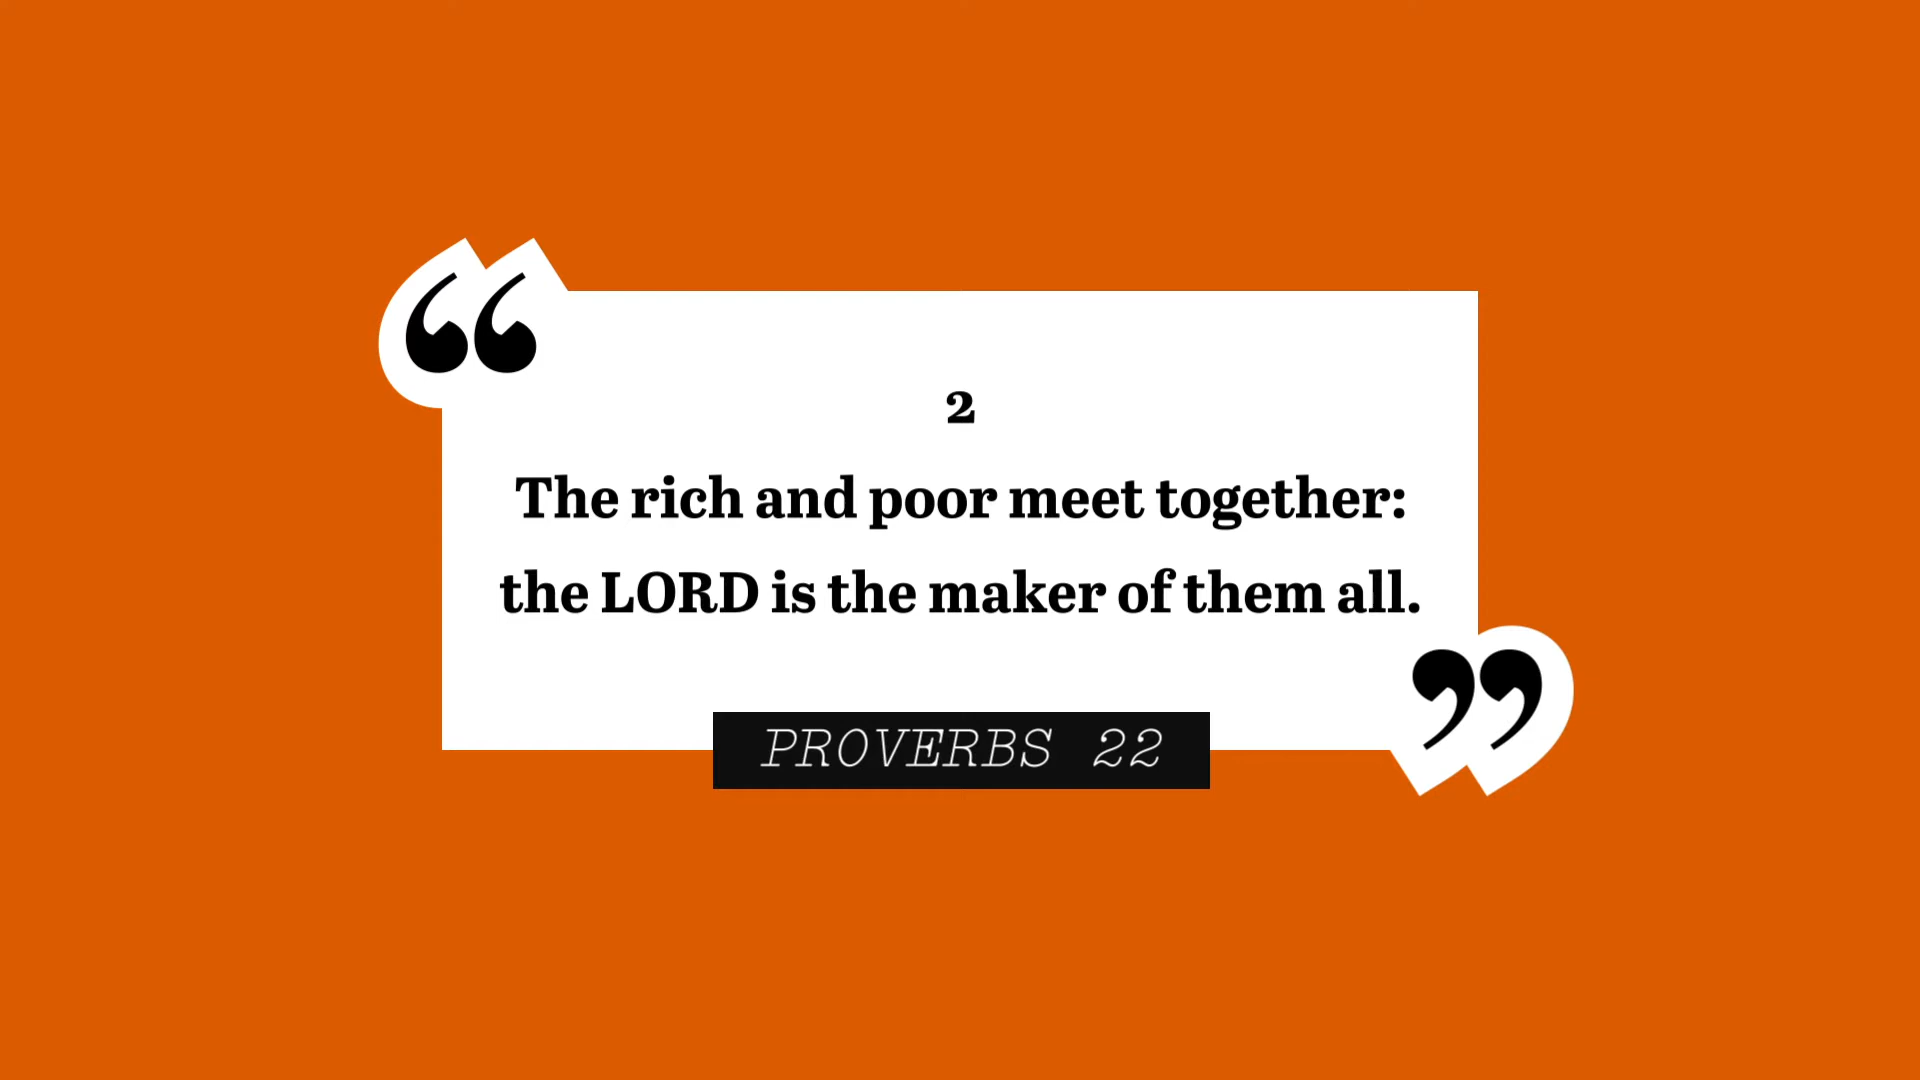 “
2
The rich and poor meet together:
the LORD is the maker of them all.
”
PROVERBS 22